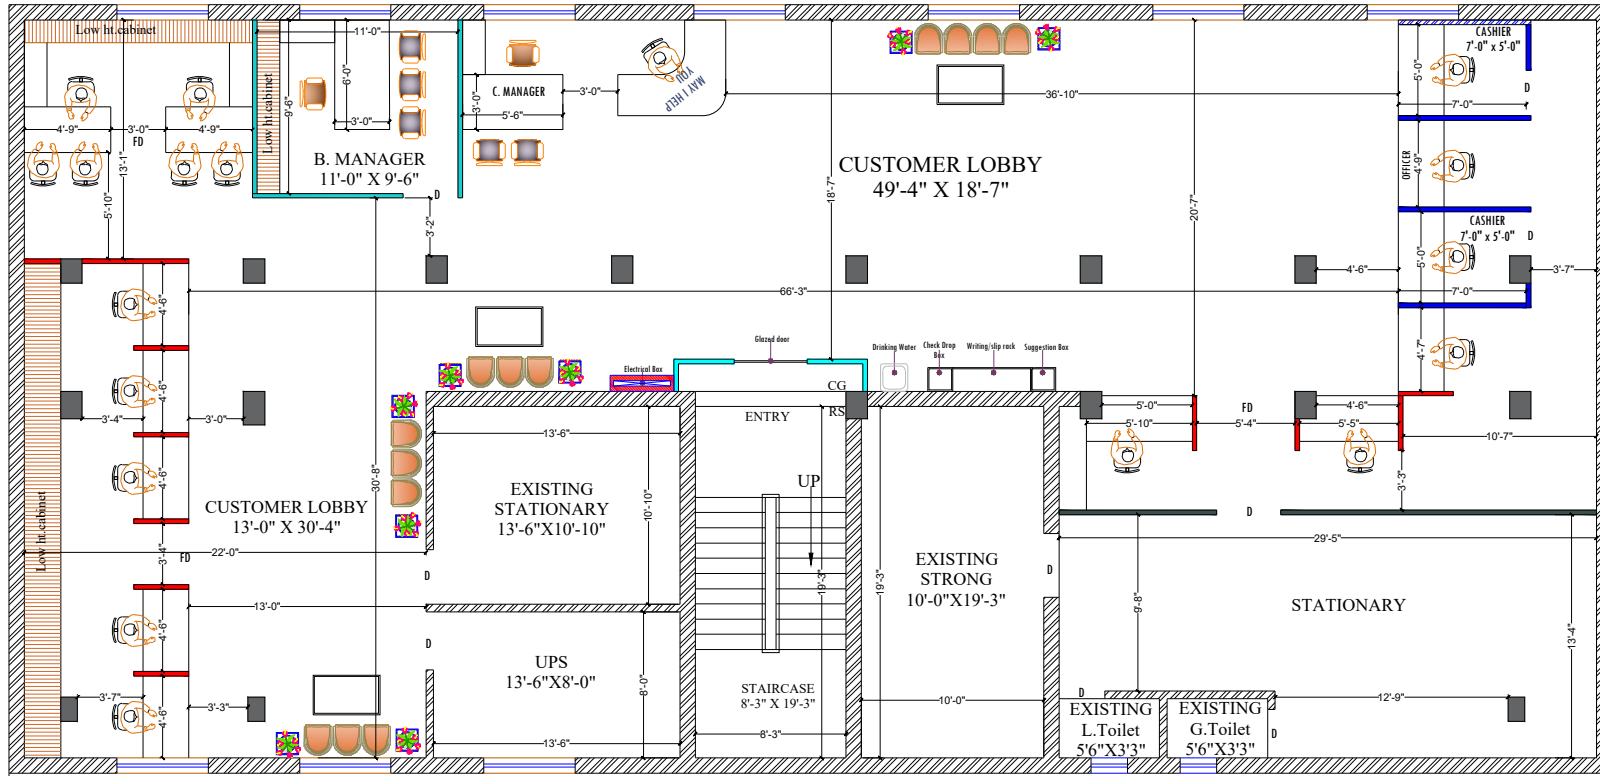 Low ht.cabinet
11'-0"
6'-0"
9'-6"
Low ht.cabinet
3'-0"
B. MANAGER
11'-0" X 9'-6"
D
3'-2"
4'-9"
3'-0"
4'-9"
FD
13'-1"
5'-10"
C. MANAGER
3'-0"
5'-6"
3'-0"
MAY I HELP
YOU
36'-10"
CUSTOMER LOBBY
49'-4" X 18'-7"
18'-7"
20'-7"
CASHIER
7'-0" x 5'-0"
5'-0"
D
7'-0"
OFFICER
4'-9"
CASHIER
7'-0" x 5'-0"
D
5'-0"
4'-6"
3'-7"
7'-0"
66'-3"
4'-7"
4'-6"
Glazed door
Electrical Box
Drinking Water
Check Drop
Box
Writing/slip rack
Suggestion Box
CG
RS
ENTRY
4'-6"
3'-4"
3'-0"
5'-0"
FD
4'-6"
5'-10"
5'-4"
5'-5"
10'-7"
3'-3"
13'-6"
EXISTING
STATIONARY
13'-6"X10'-10"
10'-10"
30'-8"
UP
19'-3"
19'-3"
4'-6"
CUSTOMER LOBBY
13'-0" X 30'-4"
Low ht.cabinet
22'-0"
3'-4"
FD
D
13'-0"
D
EXISTING
STRONG
10'-0"X19'-3"
D
D
29'-5"
9'-8"
STATIONARY
13'-4"
4'-6"
UPS
13'-6"X8'-0"
8'-0"
STAIRCASE
8'-3" X 19'-3"
3'-7"
3'-3"
4'-6"
13'-6"
8'-3"
10'-0"
D
EXISTING
L.Toilet
5'6"X3'3"
EXISTING
G.Toilet
5'6"X3'3"
D
12'-9"